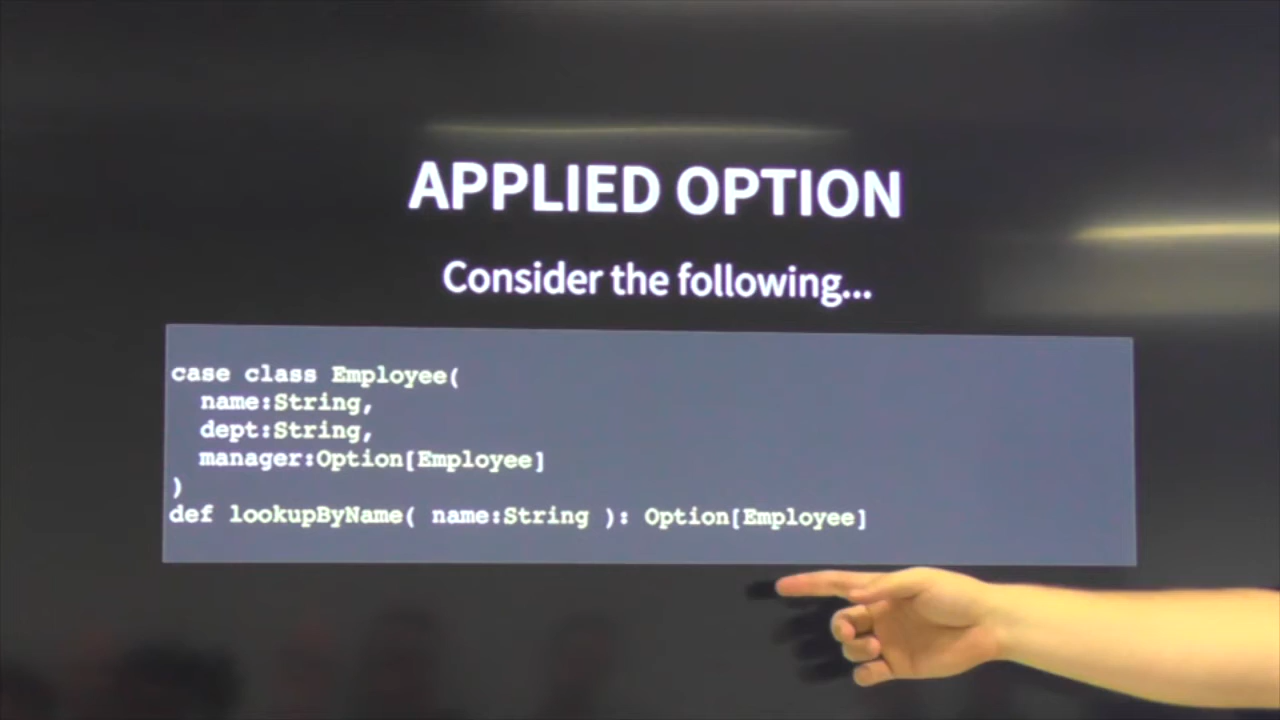 APPLIED OPTION
Consider the following...
case class Employee(
  name:String,
  dept:String,
  manager:Option[Employee]
)
def lookupByName( name:String ): Option[Employee]